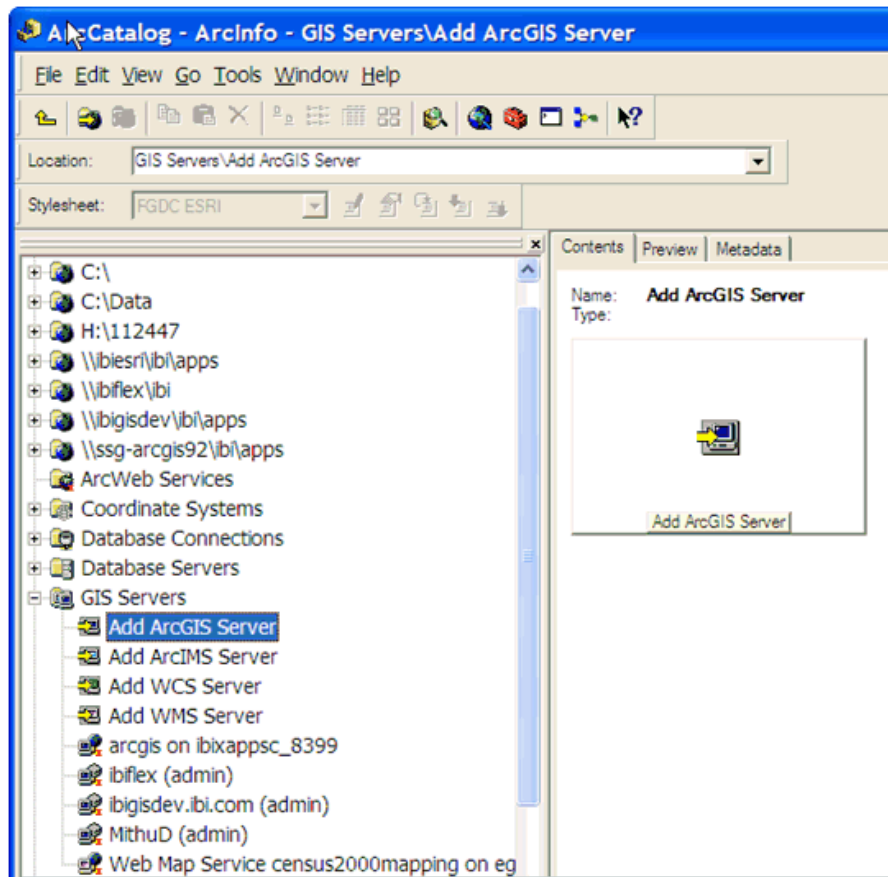 ArcCatalog - ArcInfo - GIS Servers\Add ArcGIS Server
File Edit View Go Tools Window Help
Location: GIS Servers\Add ArcGIS Server
Stylesheet: FGDC ESRI
C:\
C:\Data
H:\112447
\\ibiesri\ibi\apps
\\ibiflex\ibi
\\ibigisdev\ibi\apps
\\ssg-arcgis92\ibi\apps
ArcWeb Services
Coordinate Systems
Database Connections
Database Servers
GIS Servers
Add ArcGIS Server
Add ArcIMS Server
Add WCS Server
Add WMS Server
arcgis on ibixappsc_8399
ibiflex (admin)
ibigisdev.ibi.com (admin)
MithuD (admin)
Web Map Service census2000mapping on eg
Contents Preview Metadata
Name: Add ArcGIS Server
Type:
Add ArcGIS Server